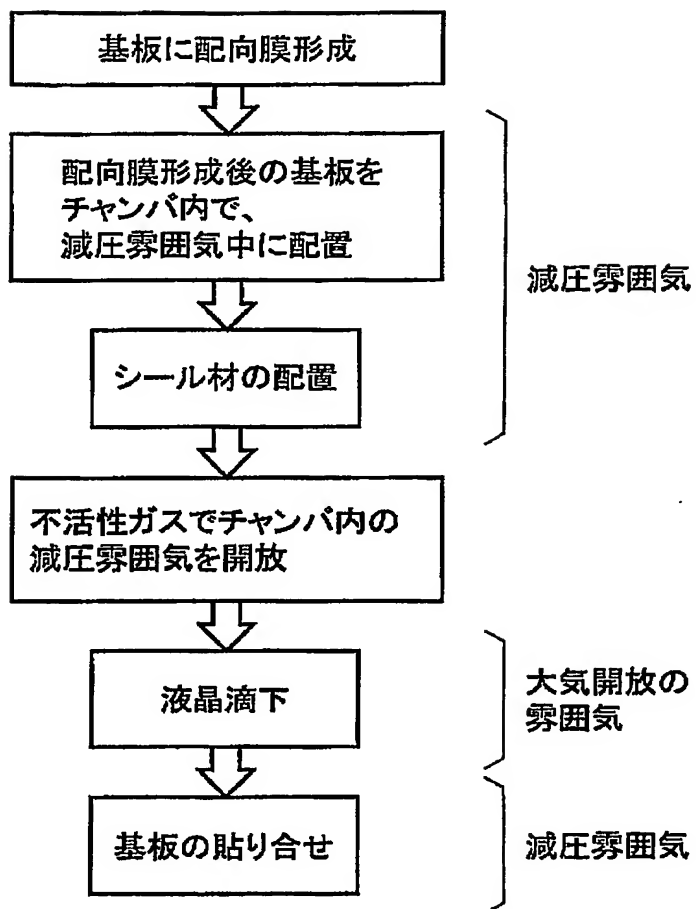 基板に配向膜形成
配向膜形成後の基板を
チャンバ内で、
減圧雰囲気中に配置
減圧雰囲気
シール材の配置
不活性ガスでチャンバ内の
減圧雰囲気を開放
液晶滴下
大気開放の
雰囲気
基板の貼り合せ
減圧雰囲気